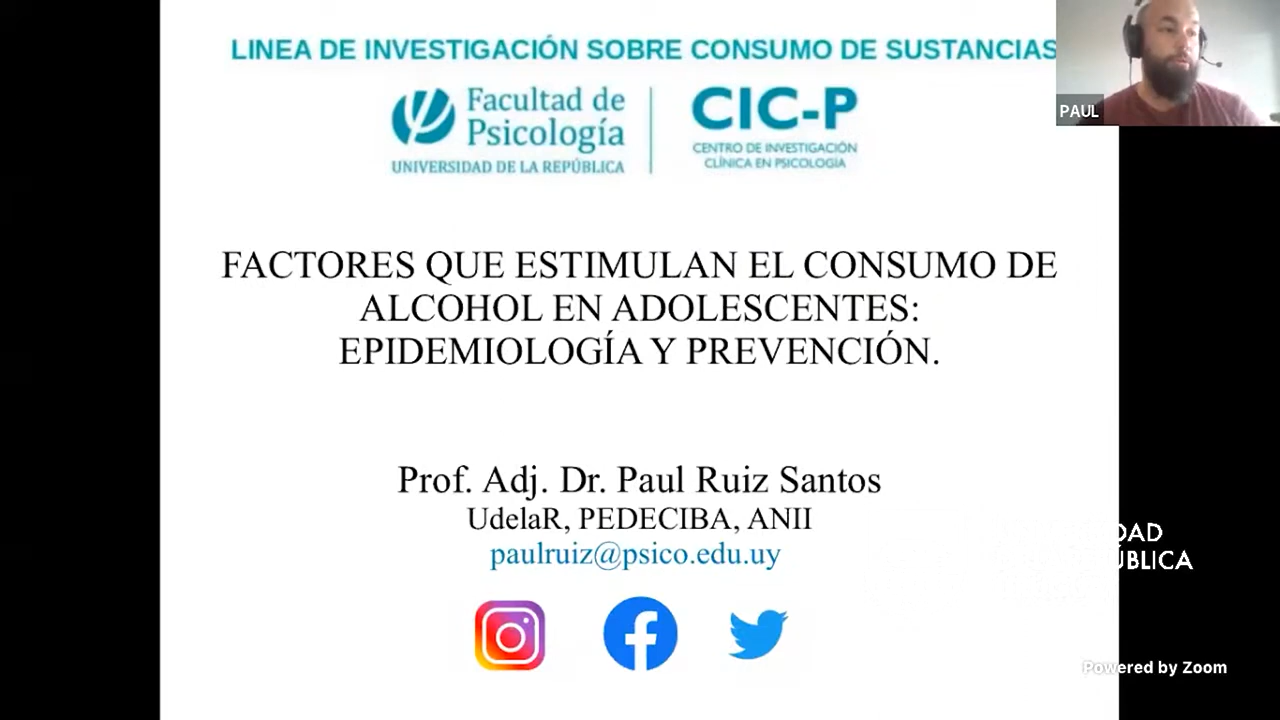 LINEA DE INVESTIGACIÓN SOBRE CONSUMO DE SUSTANCIAS
PAUL
Facultad de
Psicología
UNIVERSIDAD DE LA REPÚBLICA
CIC-P
CENTRO DE INVESTIGACIÓN
CLÍNICA EN PSICOLOGÍA
FACTORES QUE ESTIMULAN EL CONSUMO DE
ALCOHOL EN ADOLESCENTES:
EPIDEMIOLOGÍA Y PREVENCIÓN.
Prof. Adj. Dr. Paul Ruiz Santos
UdelaR, PEDECIBA, ANII
paulruiz@psico.edu.uy
Powered by Zoom